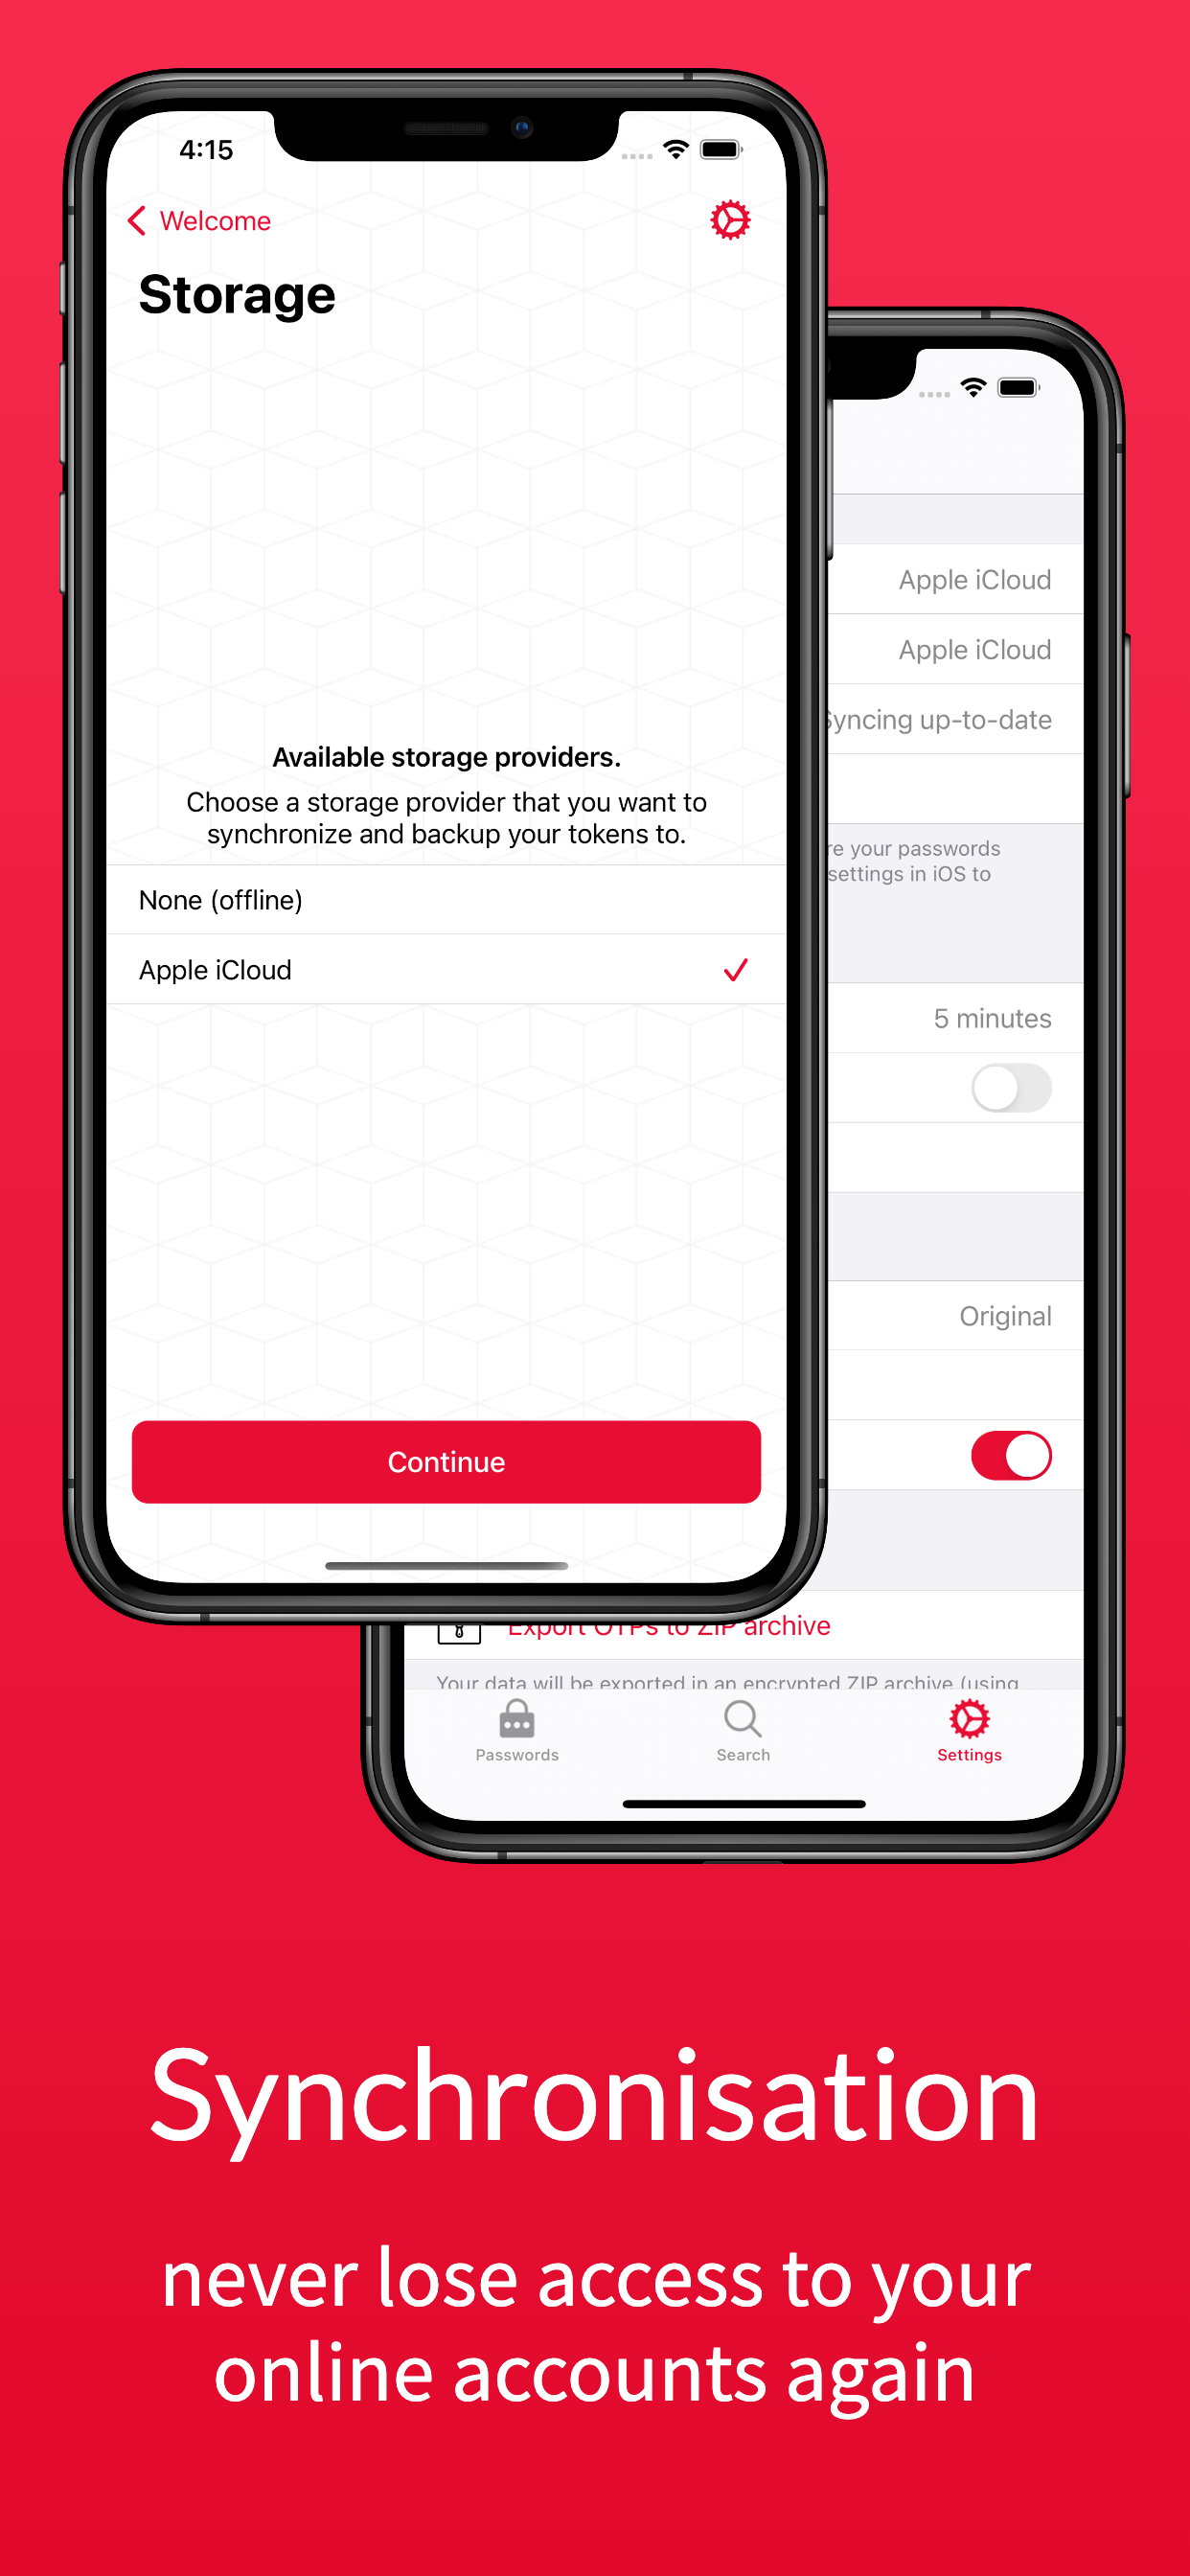 4:15
Welcome
Storage
Available storage providers.
Choose a storage provider that you want to
synchronize and backup your tokens to.
None (offline)
Apple iCloud
Continue
Apple iCloud
Apple iCloud
Syncing up-to-date
re your passwords
settings in iOS to
5 minutes
Original
Export OTPs to ZIP archive
Your data will be exported in an encrypted ZIP archive (using
Passwords
Search
Settings
Synchronisation
never lose access to your
online accounts again